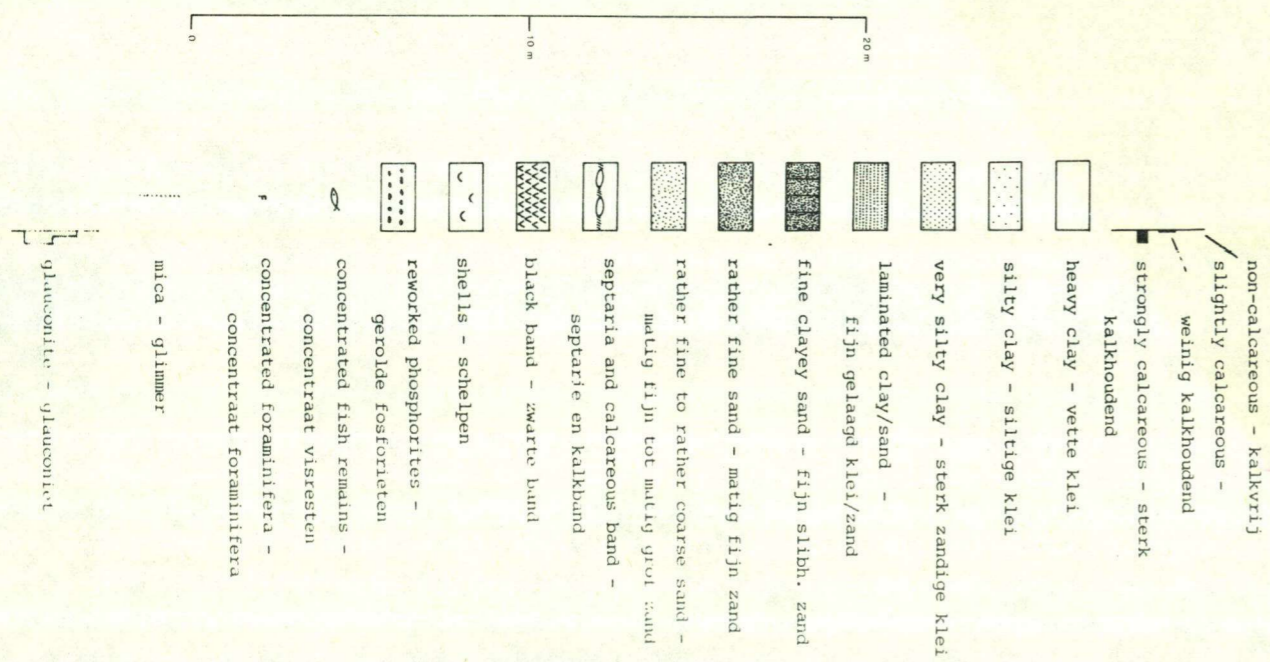 non-calcareous - kalkvrij
slightly calcareous -
weinig kalkhoudend
strongly calcareous - sterk
kalkhoudend
heavy clay - vette klei
silty clay - siltige klei
very silty clay - sterk zandige klei
laminated clay/sand -
fijn gelaagd klei/zand
fine clayey sand - fijn slibh. zand
rather fine sand - matig fijn zand
rather fine to rather coarse sand -
matig fijn tot matig grof zand
septaria and calcareous band -
septarie en kalkband
black band - zwarte band
shells - schelpen
reworked phosphorites -
gerolde fosforieten
concentrated fish remains -
concentraat visresten
concentrated foraminifera -
concentraat foraminifera
mica - glimmer
glauconite - glauconiet
0
10 m
20 m